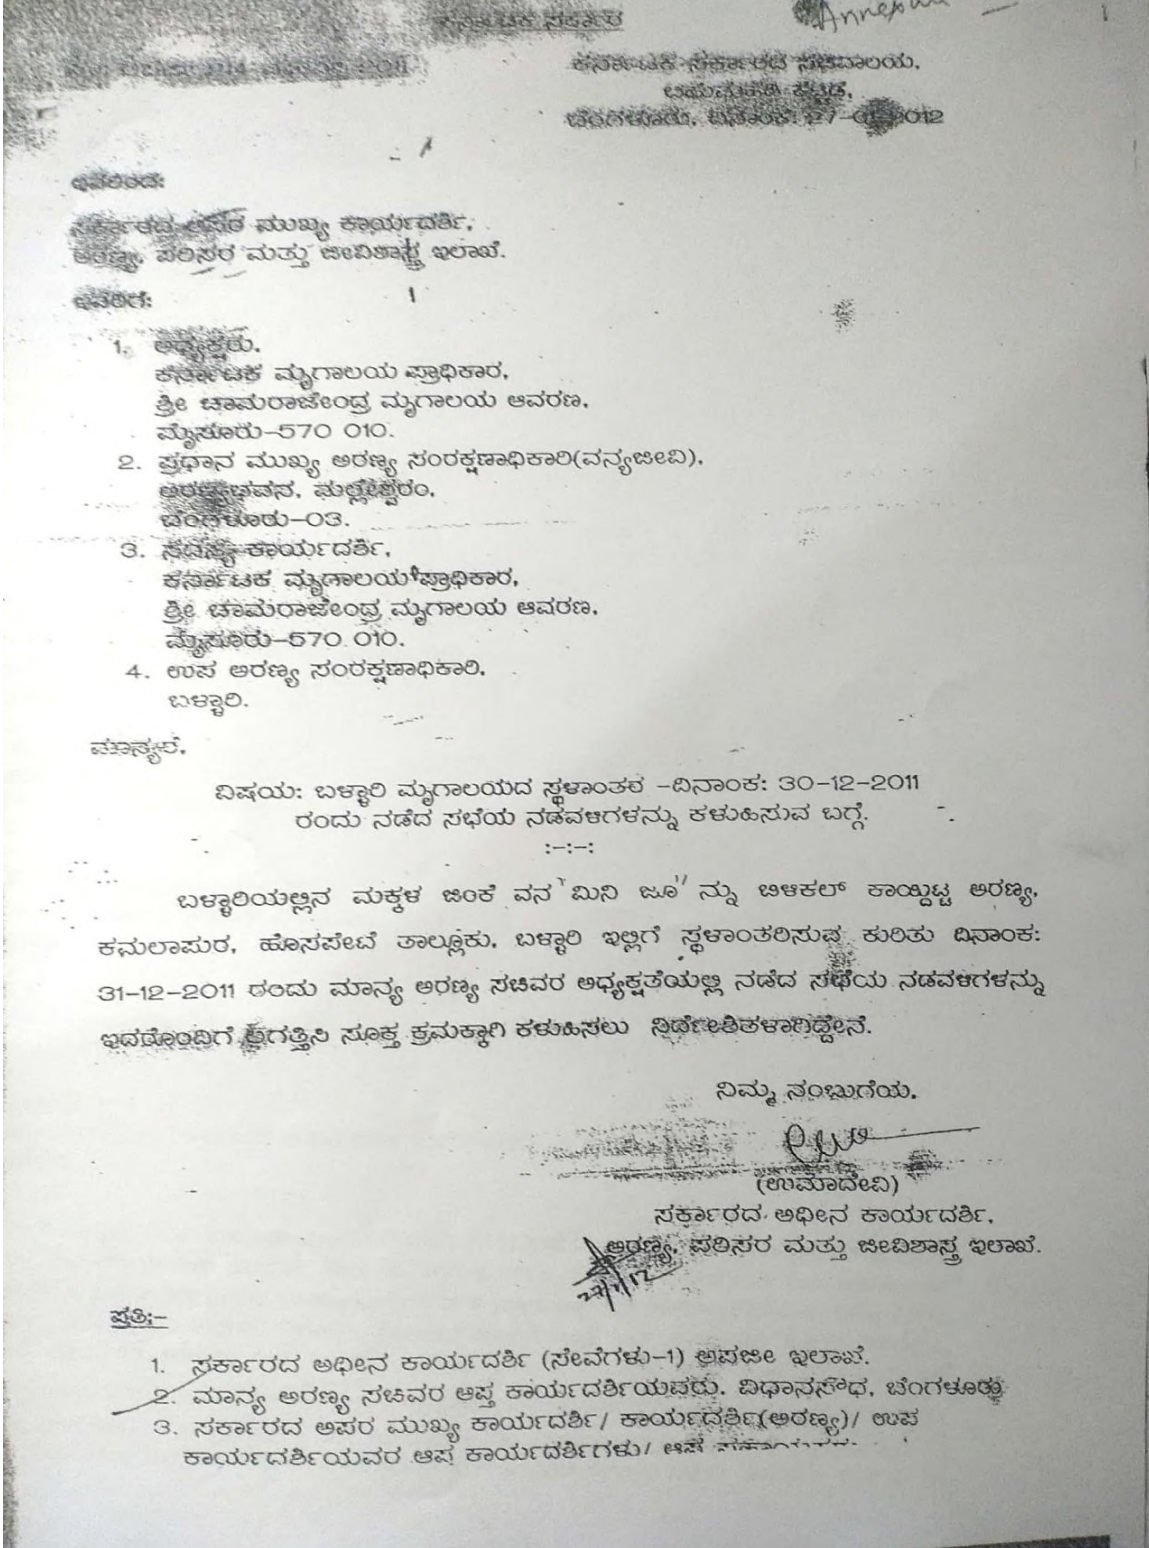 ಕರ್ನಾಟಕ ಸರ್ಕಾರ
ಕರ್ನಾಟಕ ಸರ್ಕಾರದ ಸಚಿವಾಲಯ,
ಬೆಂಗಳೂರು, ದಿನಾಂಕ:
ಇವರಿಂದ:
ಸರ್ಕಾರದ ಅಪರ ಮುಖ್ಯ ಕಾರ್ಯದರ್ಶಿ,
ಅರಣ್ಯ, ಪರಿಸರ ಮತ್ತು ಜೀವಿಶಾಸ್ತ್ರ ಇಲಾಖೆ.
ಇವರಿಗೆ:
1. ಅಧ್ಯಕ್ಷರು,
ಕರ್ನಾಟಕ ಮೃಗಾಲಯ ಪ್ರಾಧಿಕಾರ,
ಶ್ರೀ ಚಾಮರಾಜೇಂದ್ರ ಮೃಗಾಲಯ ಆವರಣ,
ಮೈಸೂರು-570 010.
2. ಪ್ರಧಾನ ಮುಖ್ಯ ಅರಣ್ಯ ಸಂರಕ್ಷಣಾಧಿಕಾರಿ(ವನ್ಯಜೀವಿ),
ಅರಣ್ಯಭವನ, ಮಲ್ಲೇಶ್ವರಂ,
ಬೆಂಗಳೂರು-03.
3. ಸದಸ್ಯ ಕಾರ್ಯದರ್ಶಿ,
ಕರ್ನಾಟಕ ಮೃಗಾಲಯ ಪ್ರಾಧಿಕಾರ,
ಶ್ರೀ ಚಾಮರಾಜೇಂದ್ರ ಮೃಗಾಲಯ ಆವರಣ,
ಮೈಸೂರು-570 010.
4. ಉಪ ಅರಣ್ಯ ಸಂರಕ್ಷಣಾಧಿಕಾರಿ,
ಬಳ್ಳಾರಿ.
ಮಾನ್ಯರೆ,
ವಿಷಯ: ಬಳ್ಳಾರಿ ಮೃಗಾಲಯದ ಸ್ಥಳಾಂತರ -ದಿನಾಂಕ: 30-12-2011
ರಂದು ನಡೆದ ಸಭೆಯ ನಡವಳಿಗಳನ್ನು ಕಳುಹಿಸುವ ಬಗ್ಗೆ.
:-:-:
ಬಳ್ಳಾರಿಯಲ್ಲಿನ ಮಕ್ಕಳ ಜಿಂಕೆ ವನ "ಮಿನಿ ಜೂ" ನ್ನು ಬಿಳಿಕಲ್ ಕಾಯ್ದಿಟ್ಟ ಅರಣ್ಯ,
ಕಮಲಾಪುರ, ಹೊಸಪೇಟೆ ತಾಲ್ಲೂಕು, ಬಳ್ಳಾರಿ ಇಲ್ಲಿಗೆ ಸ್ಥಳಾಂತರಿಸುವ ಕುರಿತು ದಿನಾಂಕ:
31-12-2011 ರಂದು ಮಾನ್ಯ ಅರಣ್ಯ ಸಚಿವರ ಅಧ್ಯಕ್ಷತೆಯಲ್ಲಿ ನಡೆದ ಸಭೆಯ ನಡವಳಿಗಳನ್ನು
ಇದರೊಂದಿಗೆ ಲಗತ್ತಿಸಿ ಸೂಕ್ತ ಕ್ರಮಕ್ಕಾಗಿ ಕಳುಹಿಸಲು ನಿರ್ದೇಶಿತಳಾಗಿದ್ದೇನೆ.
ನಿಮ್ಮ ನಂಬುಗೆಯ,
(ಉಮಾದೇವಿ)
ಸರ್ಕಾರದ ಅಧೀನ ಕಾರ್ಯದರ್ಶಿ,
ಅರಣ್ಯ, ಪರಿಸರ ಮತ್ತು ಜೀವಿಶಾಸ್ತ್ರ ಇಲಾಖೆ.
ಪ್ರತಿ:-
1. ಸರ್ಕಾರದ ಅಧೀನ ಕಾರ್ಯದರ್ಶಿ (ಸೇವೆಗಳು-1) ಅಪಜೀ ಇಲಾಖೆ.
2. ಮಾನ್ಯ ಅರಣ್ಯ ಸಚಿವರ ಆಪ್ತ ಕಾರ್ಯದರ್ಶಿಯವರು, ವಿಧಾನಸೌಧ, ಬೆಂಗಳೂರು
3. ಸರ್ಕಾರದ ಅಪರ ಮುಖ್ಯ ಕಾರ್ಯದರ್ಶಿ/ ಕಾರ್ಯದರ್ಶಿ(ಅರಣ್ಯ)/ ಉಪ
ಕಾರ್ಯದರ್ಶಿಯವರ ಆಪ್ತ ಕಾರ್ಯದರ್ಶಿಗಳು/ ಆಪ್ತ